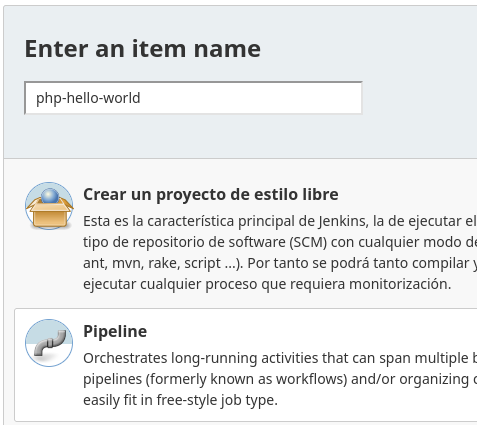 Enter an item name
php-hello-world
Crear un proyecto de estilo libre
Esta es la característica principal de Jenkins, la de ejecutar el
tipo de repositorio de software (SCM) con cualquier modo de
ant, mvn, rake, script ...). Por tanto se podrá tanto compilar y
ejecutar cualquier proceso que requiera monitorización.
Pipeline
Orchestrates long-running activities that can span multiple
pipelines (formerly known as workflows) and/or organizing
easily fit in free-style job type.